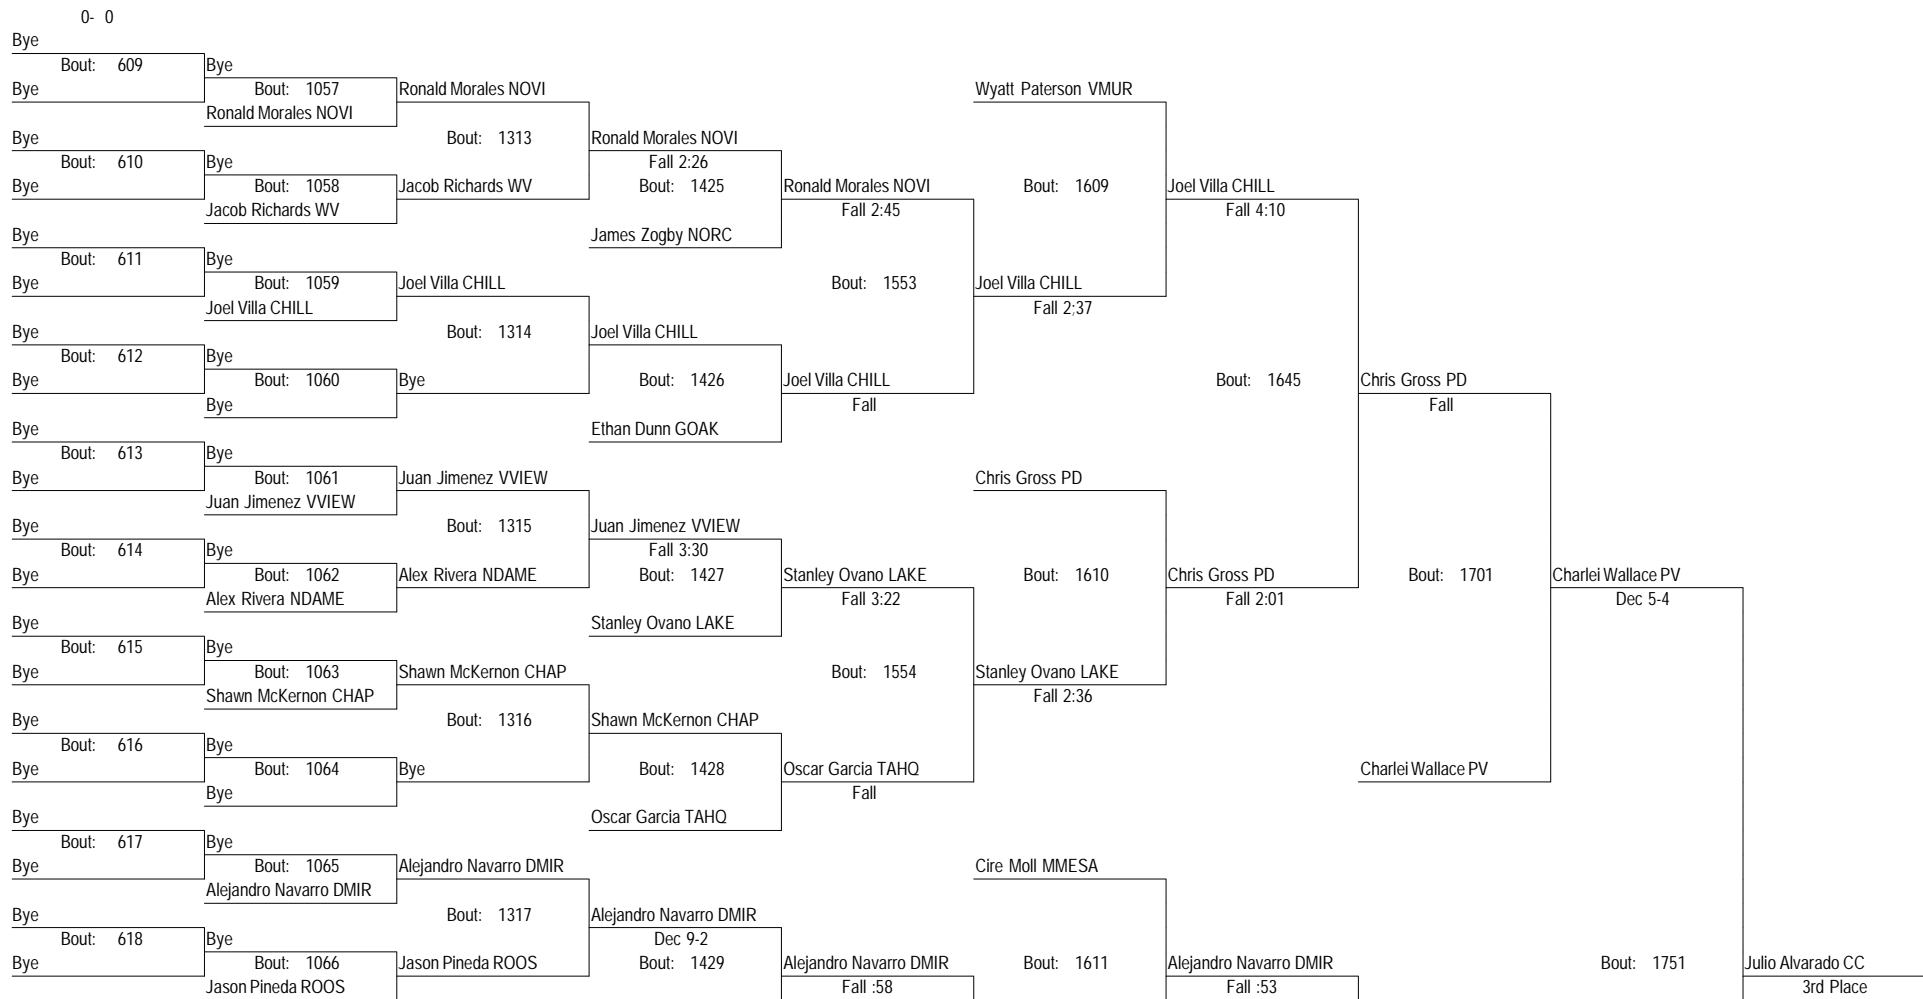 0- 0
Bye
Bout: 609 Bye
Bye Bout: 1057 Ronald Morales NOVI Wyatt Paterson VMUR
Ronald Morales NOVI
Bye Bout: 1313 Ronald Morales NOVI
Bout: 610 Bye Fall 2:26
Bye Bout: 1058 Jacob Richards WV Bout: 1425 Ronald Morales NOVI Bout: 1609 Joel Villa CHILL
Jacob Richards WV Fall 2:45 Fall 4:10
Bye James Zogby NORC
Bout: 611 Bye
Bye Bout: 1059 Joel Villa CHILL Bout: 1553 Joel Villa CHILL
Joel Villa CHILL Fall 2;37
Bye Bout: 1314 Joel Villa CHILL
Bout: 612 Bye
Bye Bout: 1060 Bye Bout: 1426 Joel Villa CHILL Bout: 1645 Chris Gross PD
Bye Fall Fall
Bye Ethan Dunn GOAK
Bout: 613 Bye
Bye Bout: 1061 Juan Jimenez VVIEW Chris Gross PD
Juan Jimenez VVIEW
Bye Bout: 1315 Juan Jimenez VVIEW
Bout: 614 Bye Fall 3:30
Bye Bout: 1062 Alex Rivera NDAME Bout: 1427 Stanley Ovano LAKE Bout: 1610 Chris Gross PD Bout: 1701 Charlei Wallace PV
Alex Rivera NDAME Fall 3:22 Fall 2:01 Dec 5-4
Bye Stanley Ovano LAKE
Bout: 615 Bye
Bye Bout: 1063 Shawn McKernon CHAP Bout: 1554 Stanley Ovano LAKE
Shawn McKernon CHAP Fall 2:36
Bye Bout: 1316 Shawn McKernon CHAP
Bout: 616 Bye
Bye Bout: 1064 Bye Bout: 1428 Oscar Garcia TAHQ Charlei Wallace PV
Bye Fall
Bye Oscar Garcia TAHQ
Bout: 617 Bye
Bye Bout: 1065 Alejandro Navarro DMIR Cire Moll MMESA
Alejandro Navarro DMIR
Bye Bout: 1317 Alejandro Navarro DMIR
Bout: 618 Bye Dec 9-2
Bye Bout: 1066 Jason Pineda ROOS Bout: 1429 Alejandro Navarro DMIR Bout: 1611 Alejandro Navarro DMIR Bout: 1751 Julio Alvarado CC
Jason Pineda ROOS Fall :58 Fall :53 3rd Place